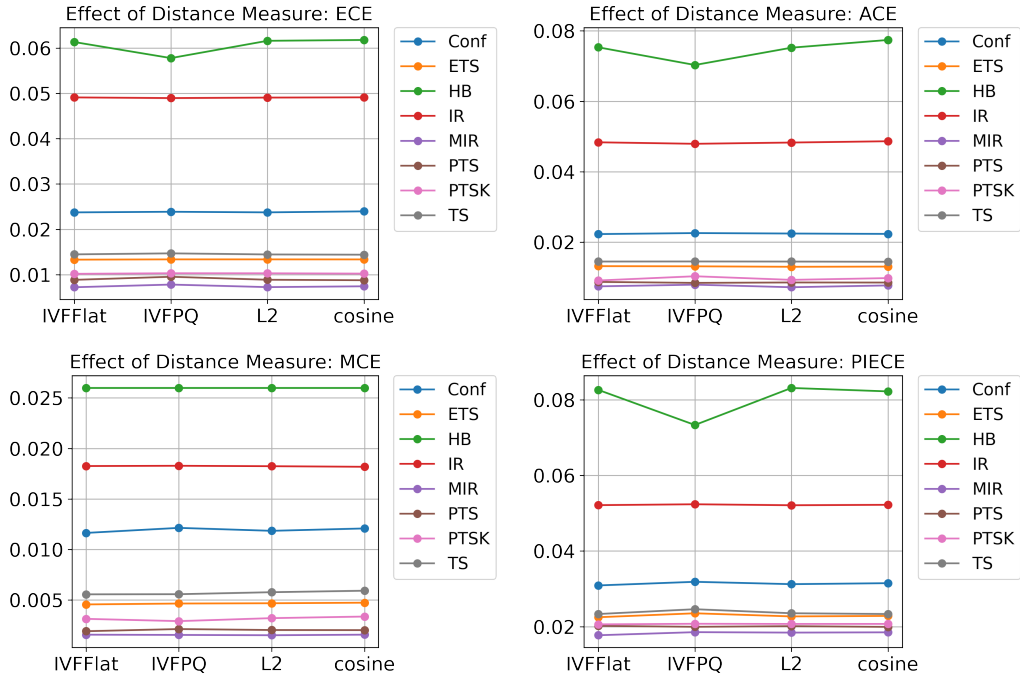 Effect of Distance Measure: ECE
0.06
0.05
0.04
0.03
0.02
0.01
IVFFlat IVFPQ L2 cosine
Conf
ETS
HB
IR
MIR
PTS
PTSK
TS
Effect of Distance Measure: ACE
0.08
0.06
0.04
0.02
IVFFlat IVFPQ L2 cosine
Conf
ETS
HB
IR
MIR
PTS
PTSK
TS
Effect of Distance Measure: MCE
0.025
0.020
0.015
0.010
0.005
IVFFlat IVFPQ L2 cosine
Conf
ETS
HB
IR
MIR
PTS
PTSK
TS
Effect of Distance Measure: PIECE
0.08
0.06
0.04
0.02
IVFFlat IVFPQ L2 cosine
Conf
ETS
HB
IR
MIR
PTS
PTSK
TS